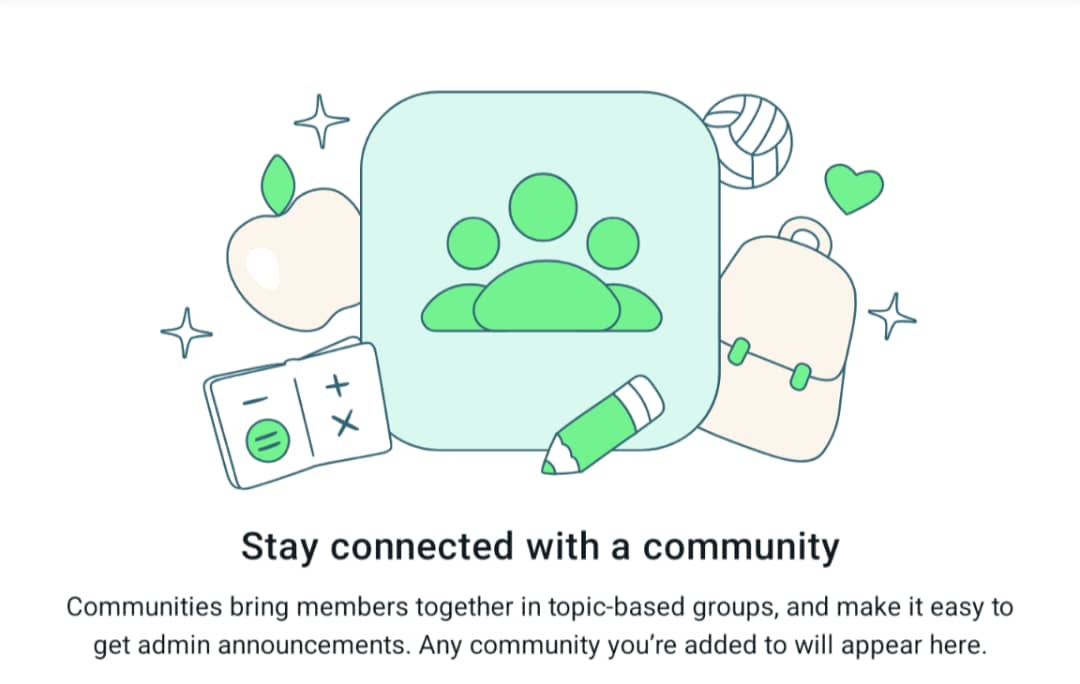 Stay connected with a community
Communities bring members together in topic-based groups, and make it easy to
get admin announcements. Any community you’re added to will appear here.